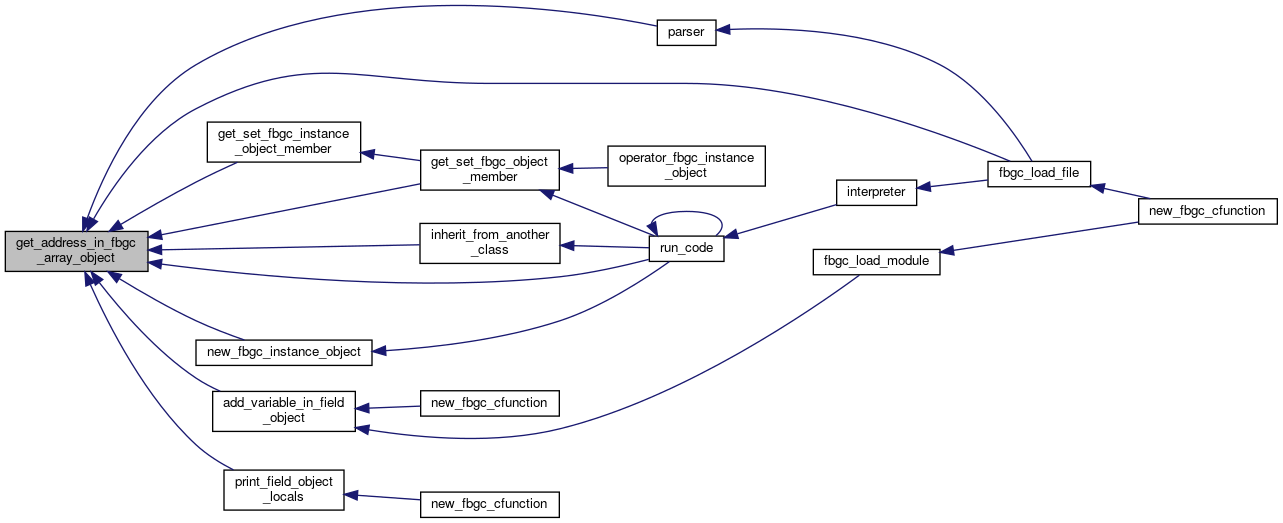 parser
get_set_fbgc_instance
_object_member
get_set_fbgc_object
_member
operator_fbgc_instance
_object
fbgc_load_file
interpreter
new_fbgc_cfunction
get_address_in_fbgc
_array_object
inherit_from_another
_class
run_code
fbgc_load_module
new_fbgc_instance_object
add_variable_in_field
_object
new_fbgc_cfunction
print_field_object
_locals
new_fbgc_cfunction